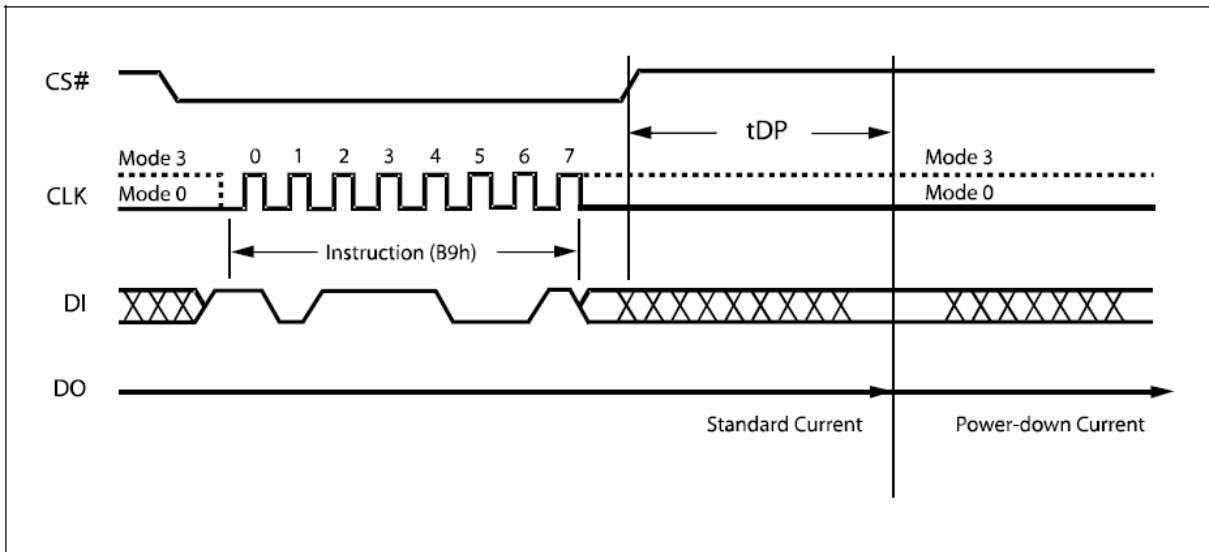 CS#
tDP
Mode 3
0 1 2 3 4 5 6 7
Mode 3
CLK
Mode 0
Mode 0
Instruction (B9h)
DI
DO
Standard Current
Power-down Current